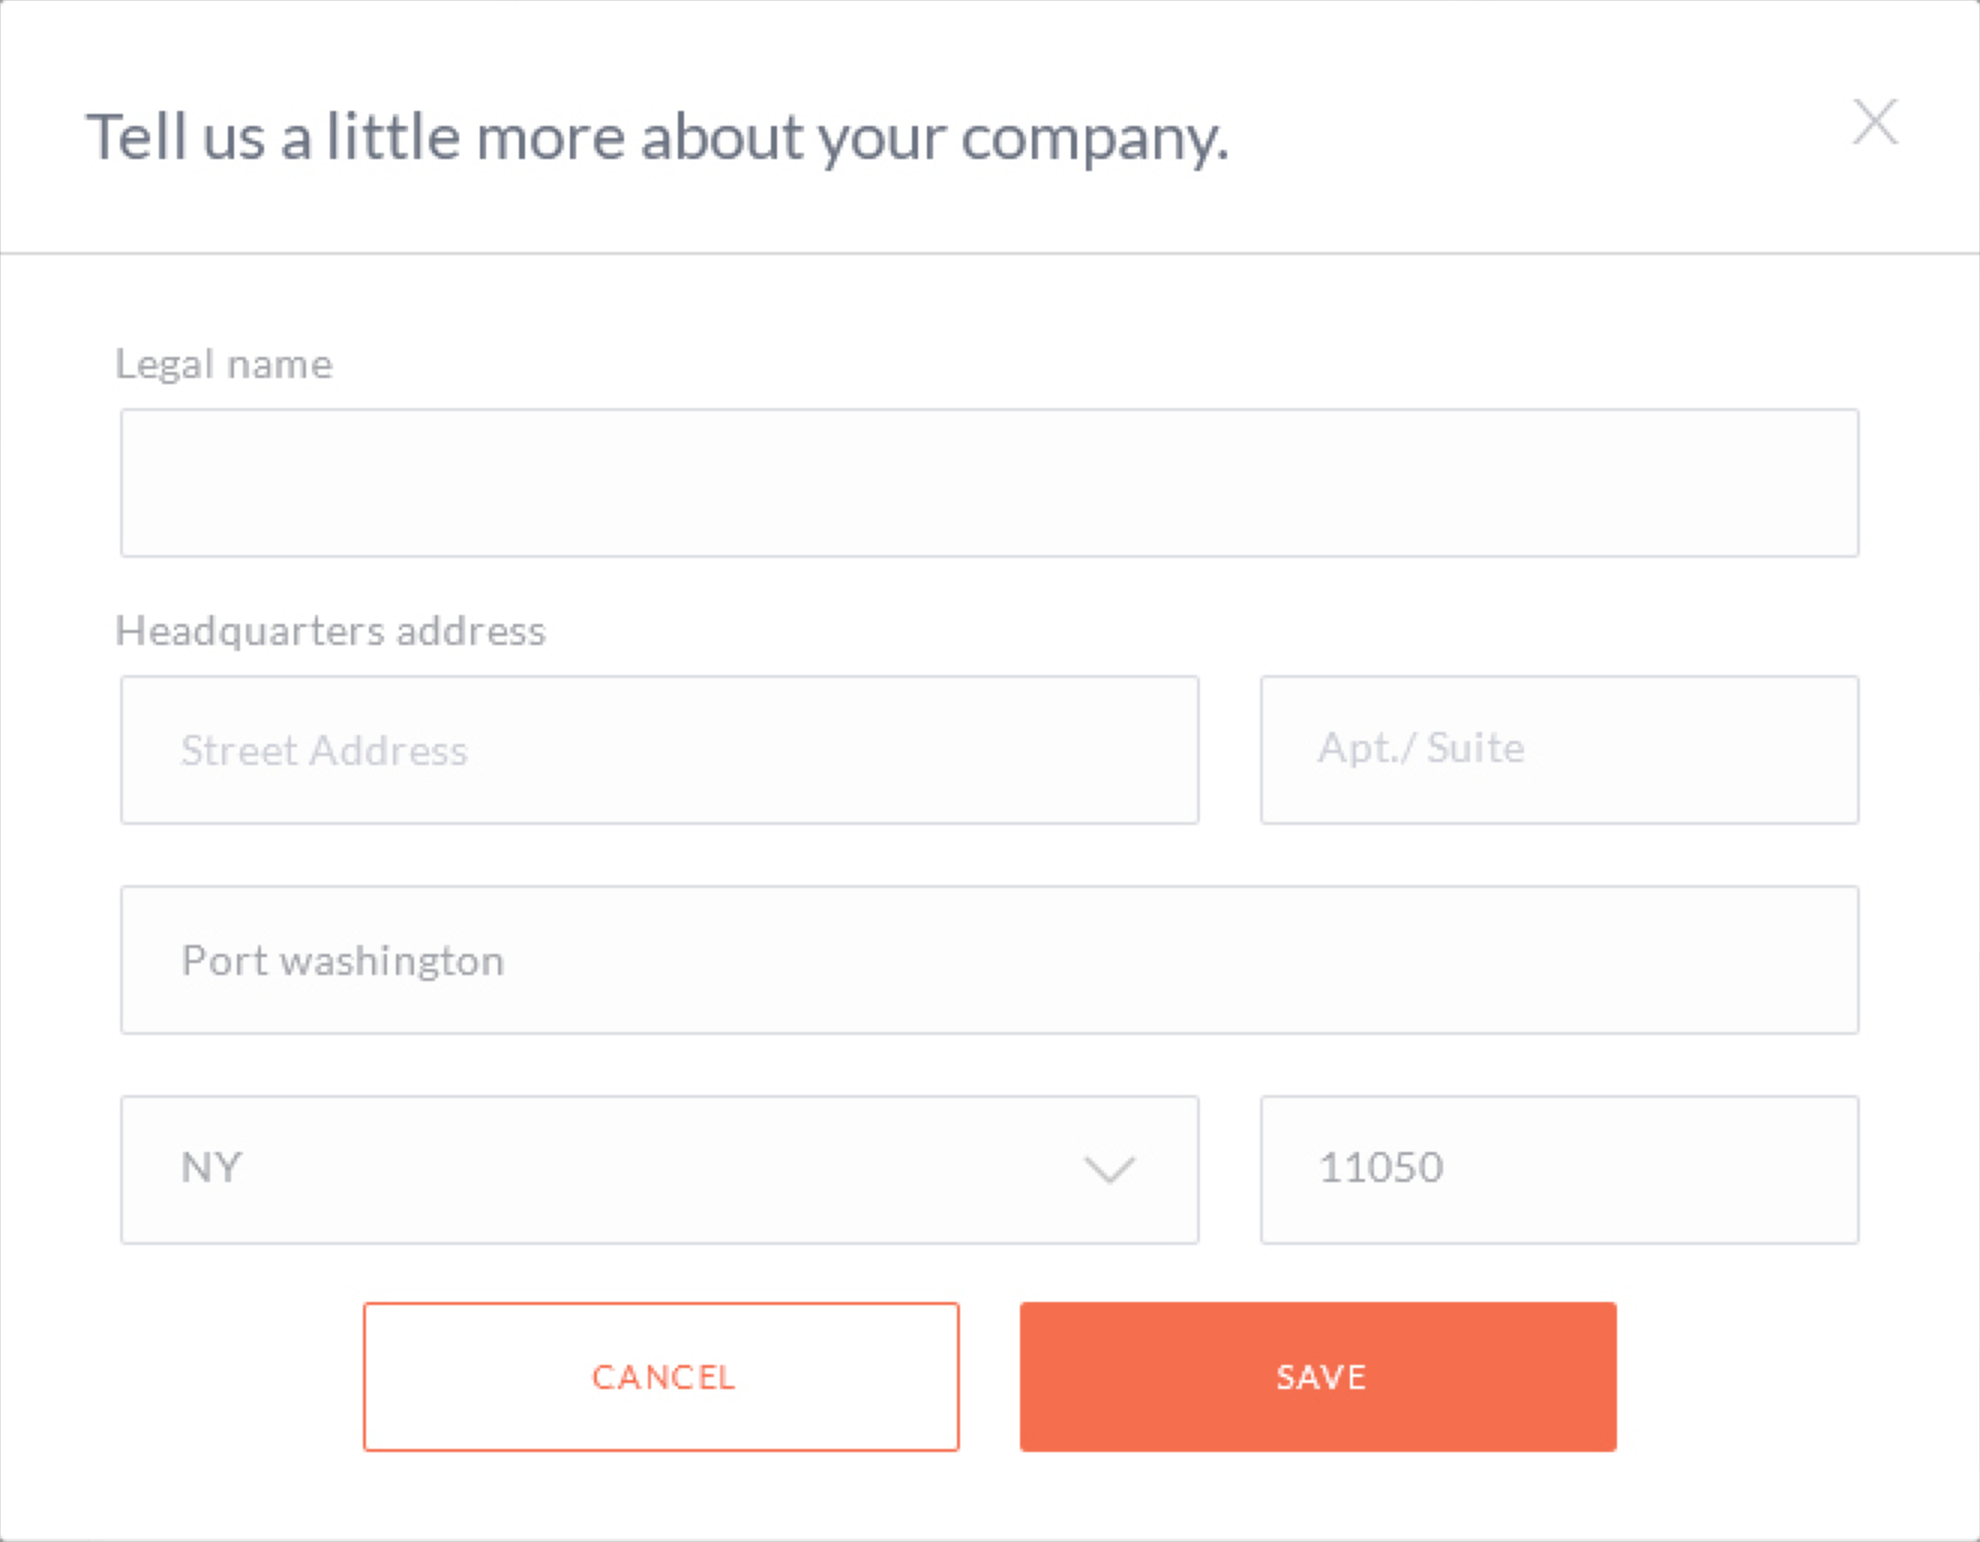 Tell us a little more about your company.
Legal name
Headquarters address
Street Address
Apt./ Suite
Port washington
NY
11050
CANCEL
SAVE